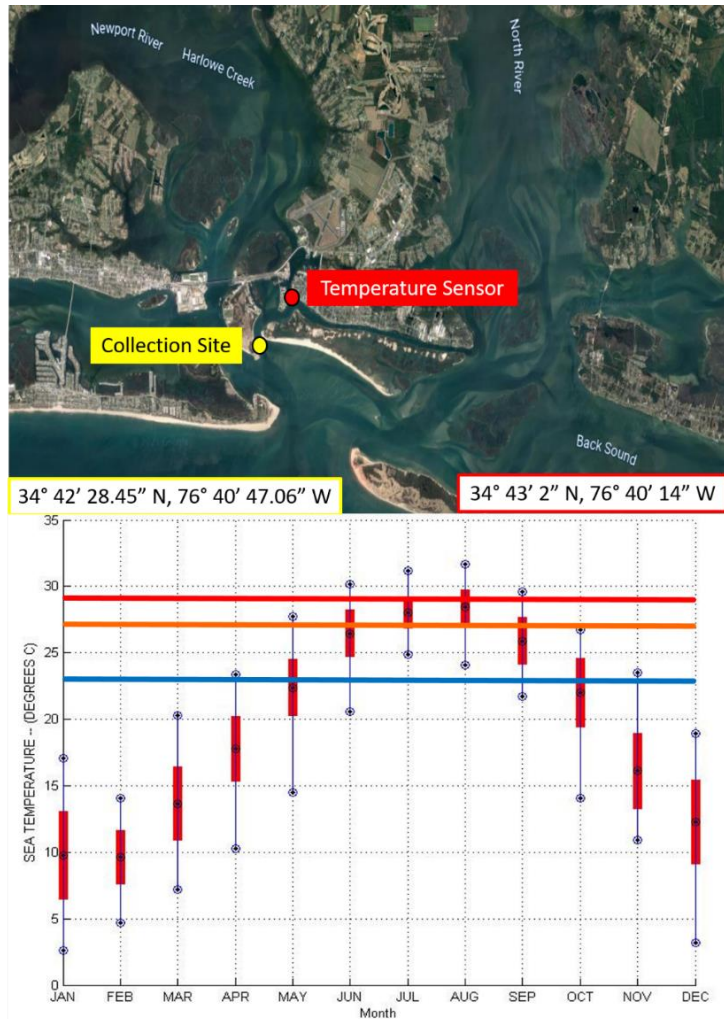 Newport River
Harlowe Creek
North River
Temperature Sensor
Collection Site
Back Sound
34° 42’ 28.45” N, 76° 40’ 47.06” W
34° 43’ 2” N, 76° 40’ 14” W
SEA TEMPERATURE -- (DEGREES C)
35
30
25
20
15
10
5
0
JAN FEB MAR APR MAY JUN JUL AUG SEP OCT NOV DEC
Month